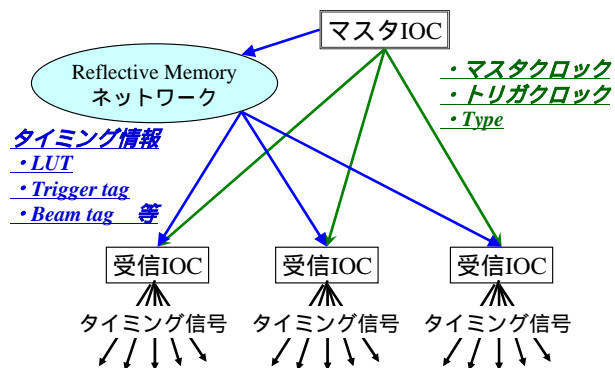 マスタIOC
Reflective Memory
ネットワーク
・マスタクロック
・トリガクロック
・Type
タイミング情報
・LUT
・Trigger tag
・Beam tag 等
受信IOC
受信IOC
受信IOC
タイミング信号
タイミング信号
タイミング信号